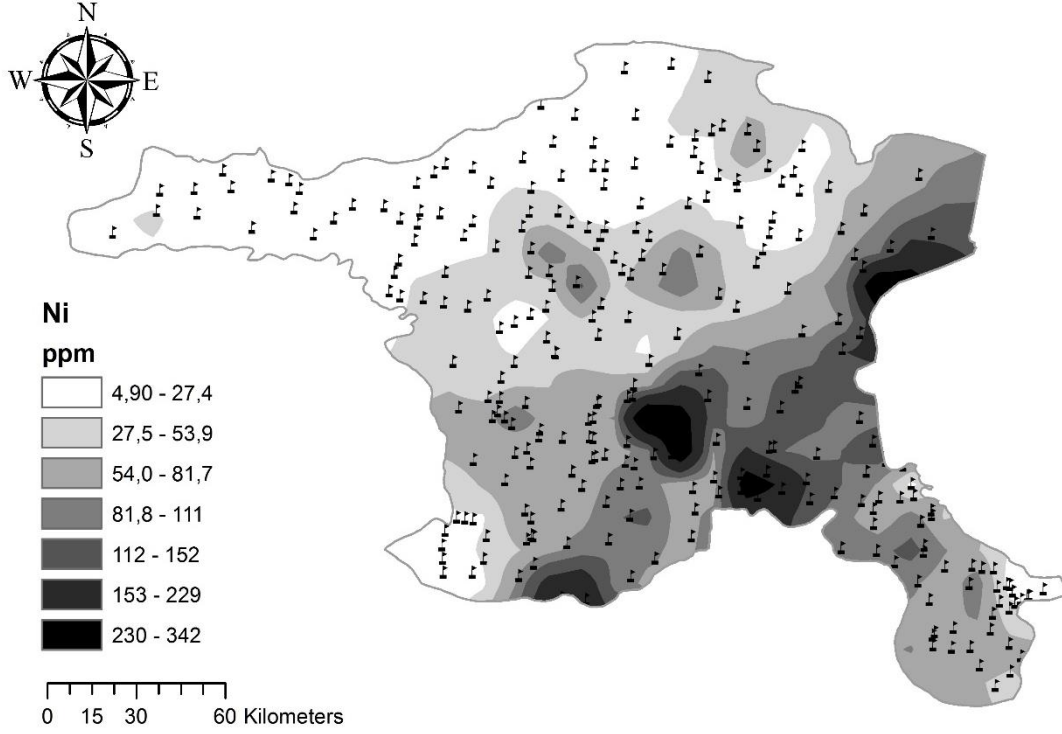 N
W E
S
Ni
ppm
4,90 - 27,4
27,5 - 53,9
54,0 - 81,7
81,8 - 111
112 - 152
153 - 229
230 - 342
0 15 30 60 Kilometers